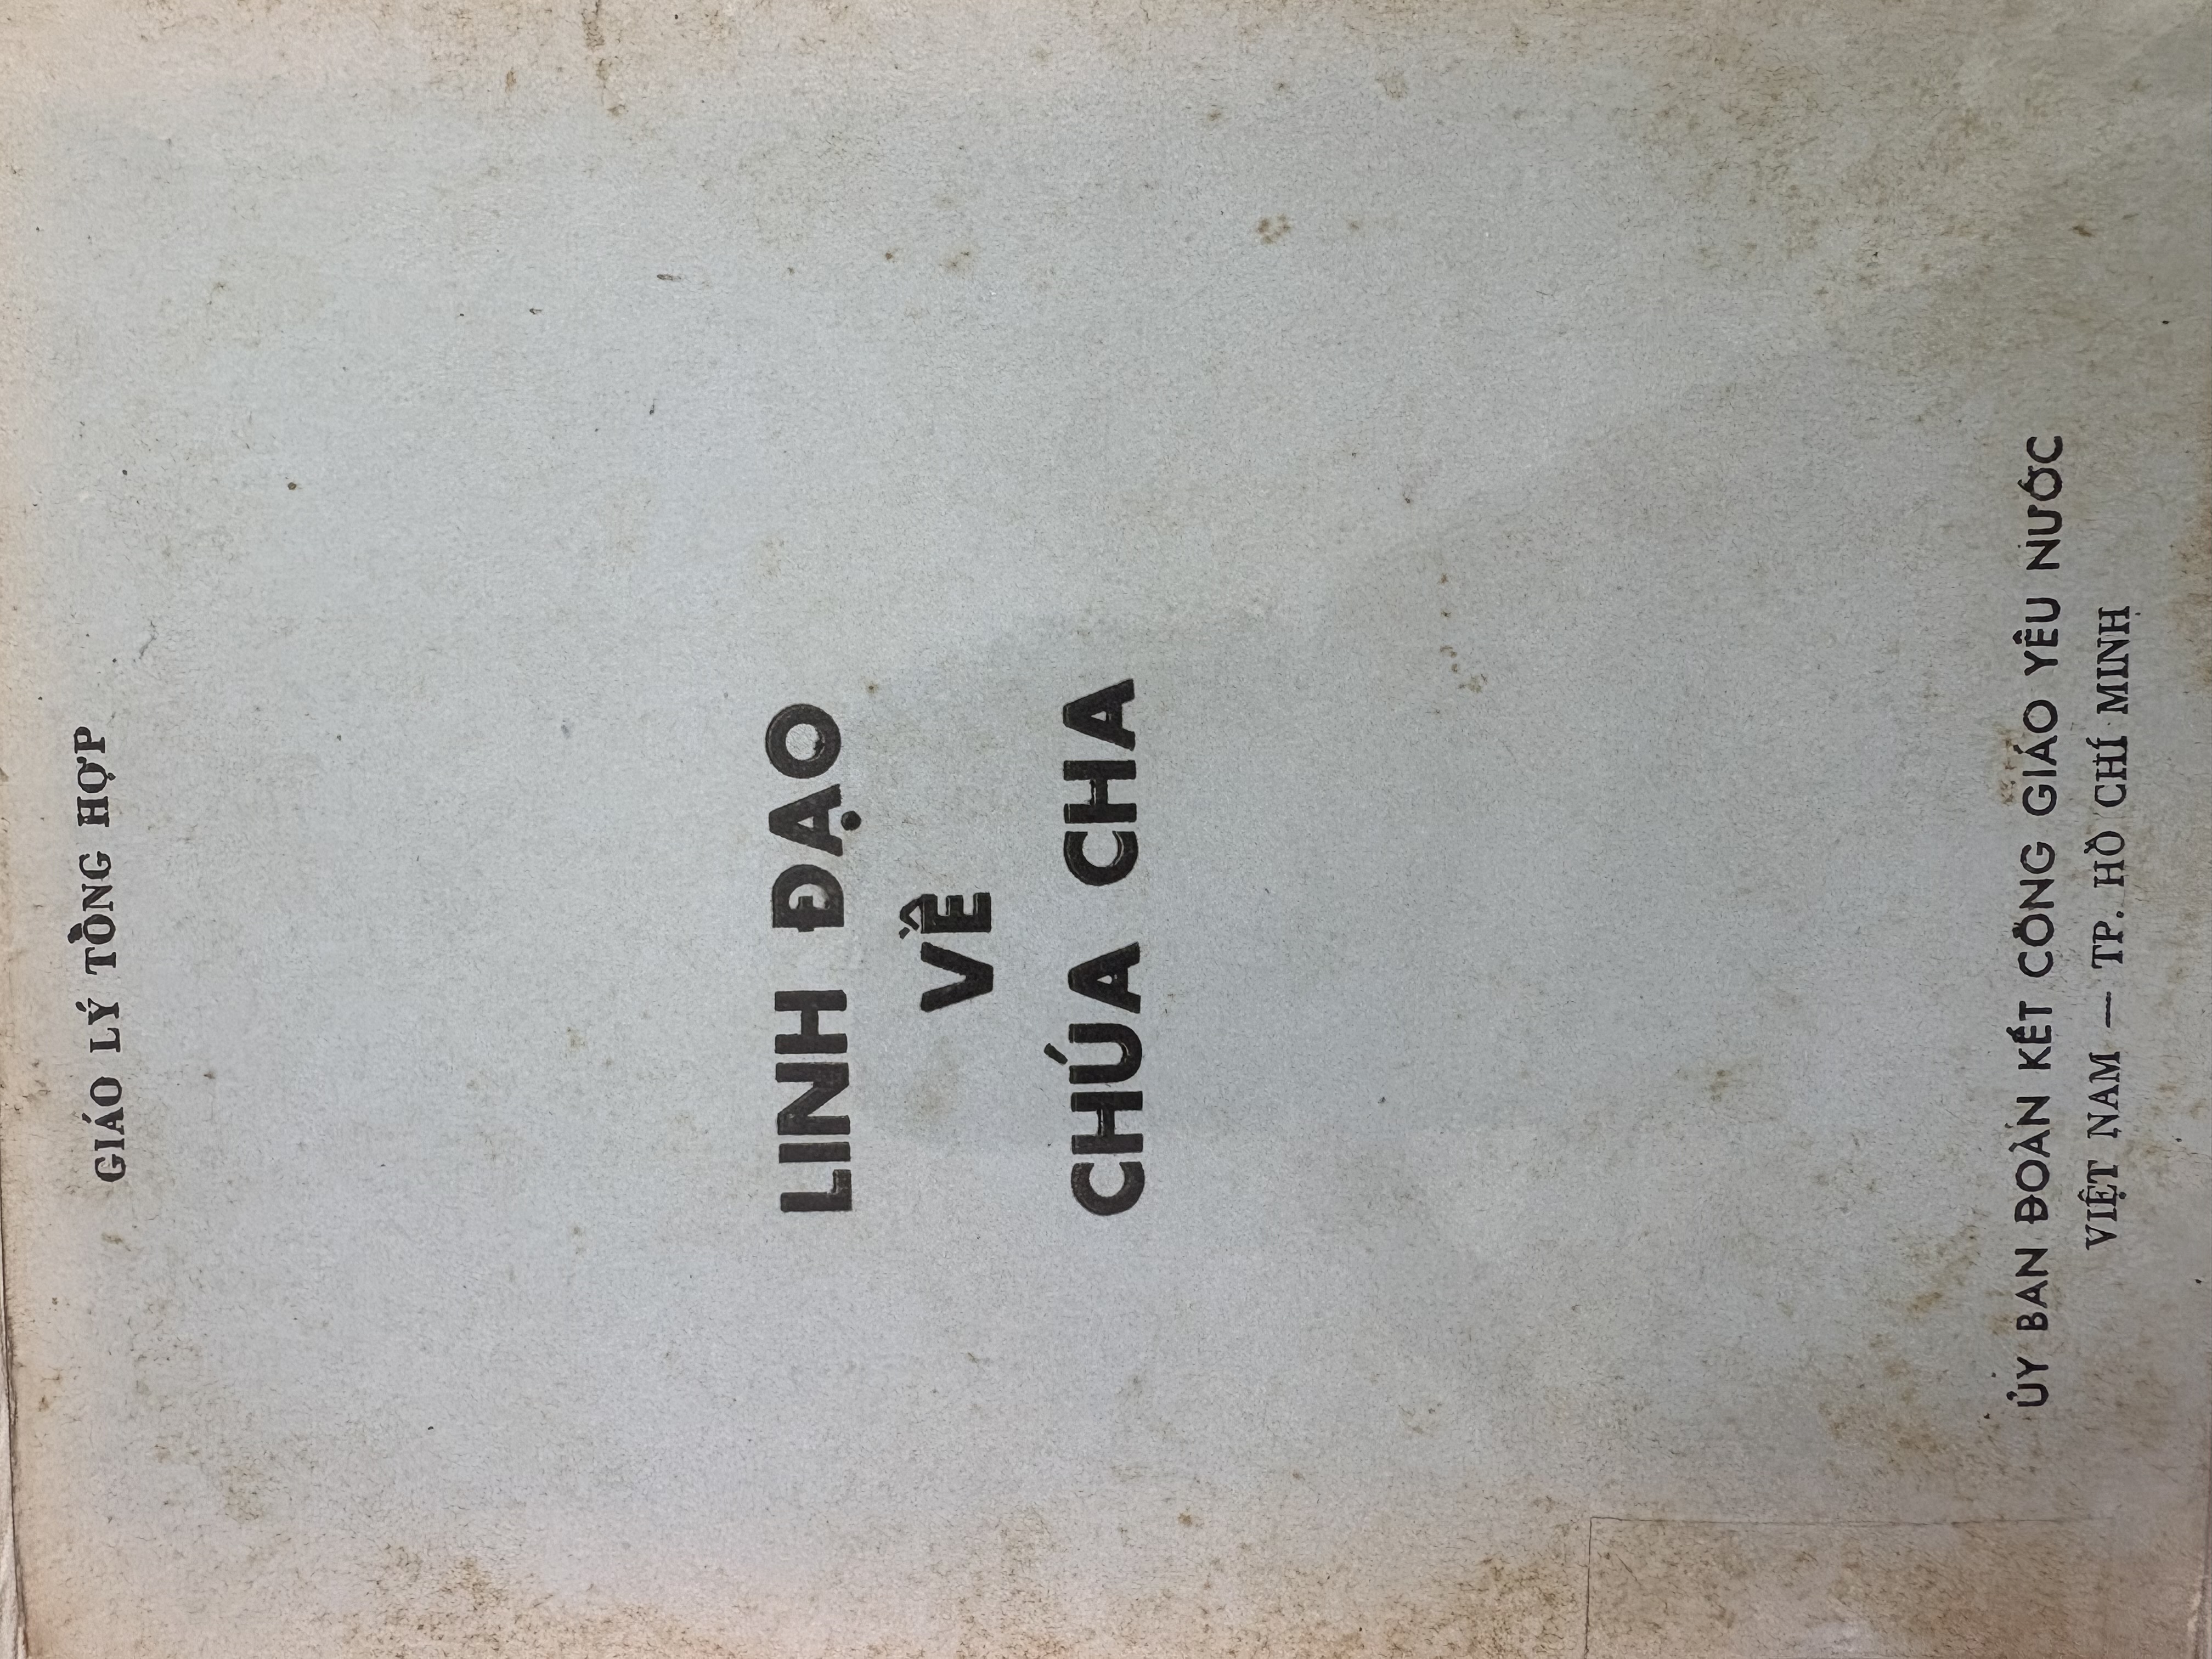 GIÁO LÝ TỒNG HỢP
LINH ĐẠO
VỀ
CHÚA CHA
ỦY BAN ĐOÀN KẾT CÔNG GIÁO YÊU NƯỚC
VIỆT NAM — TP. HỒ CHÍ MINH